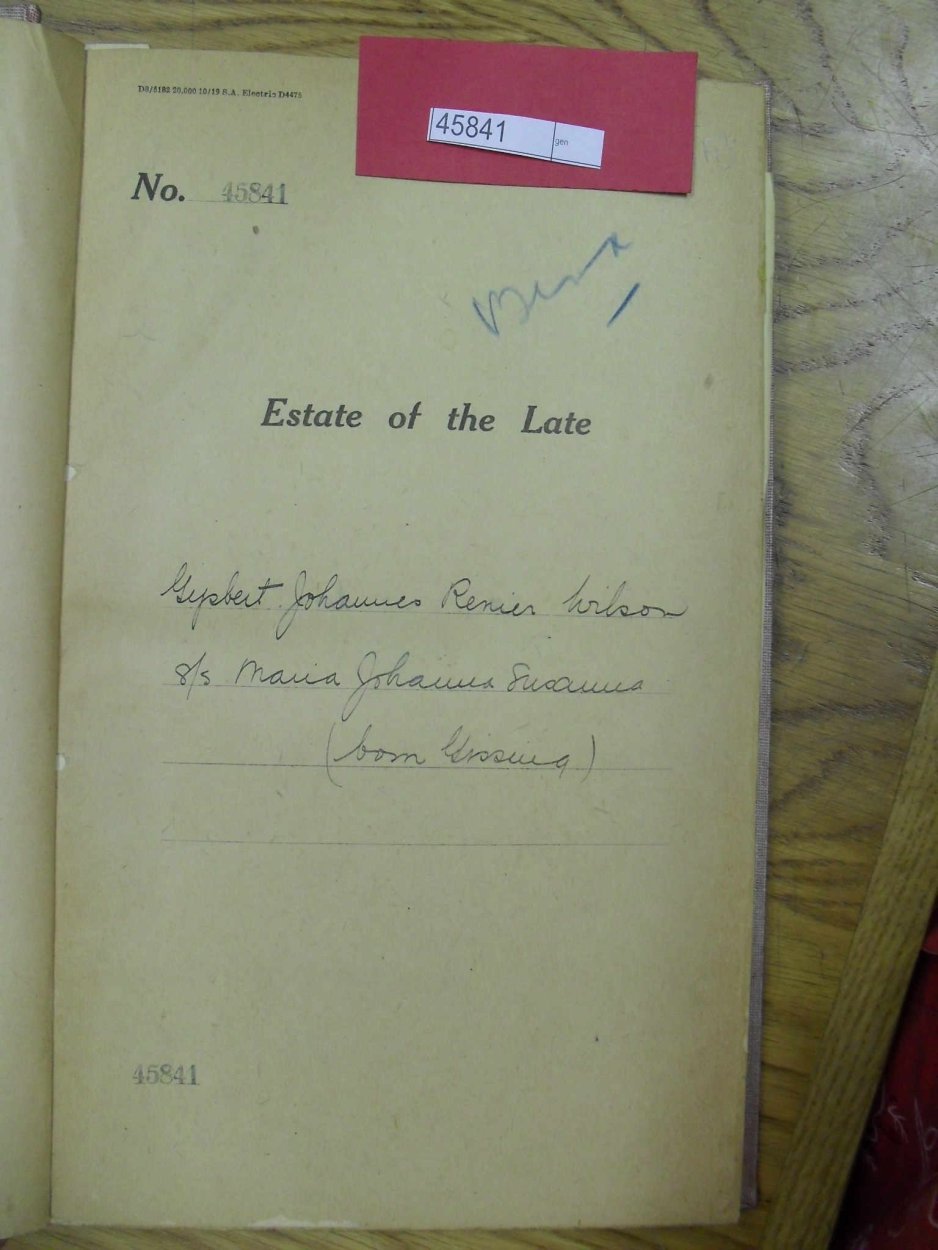 D8/5182 20,000 10/19 S.A. Electric D4475
45841 gen
No. 45841
Estate of the Late
Gysbert Johannes Renier Wilson
s/s Maria Johanna Susanna
(born Gissing)
45841